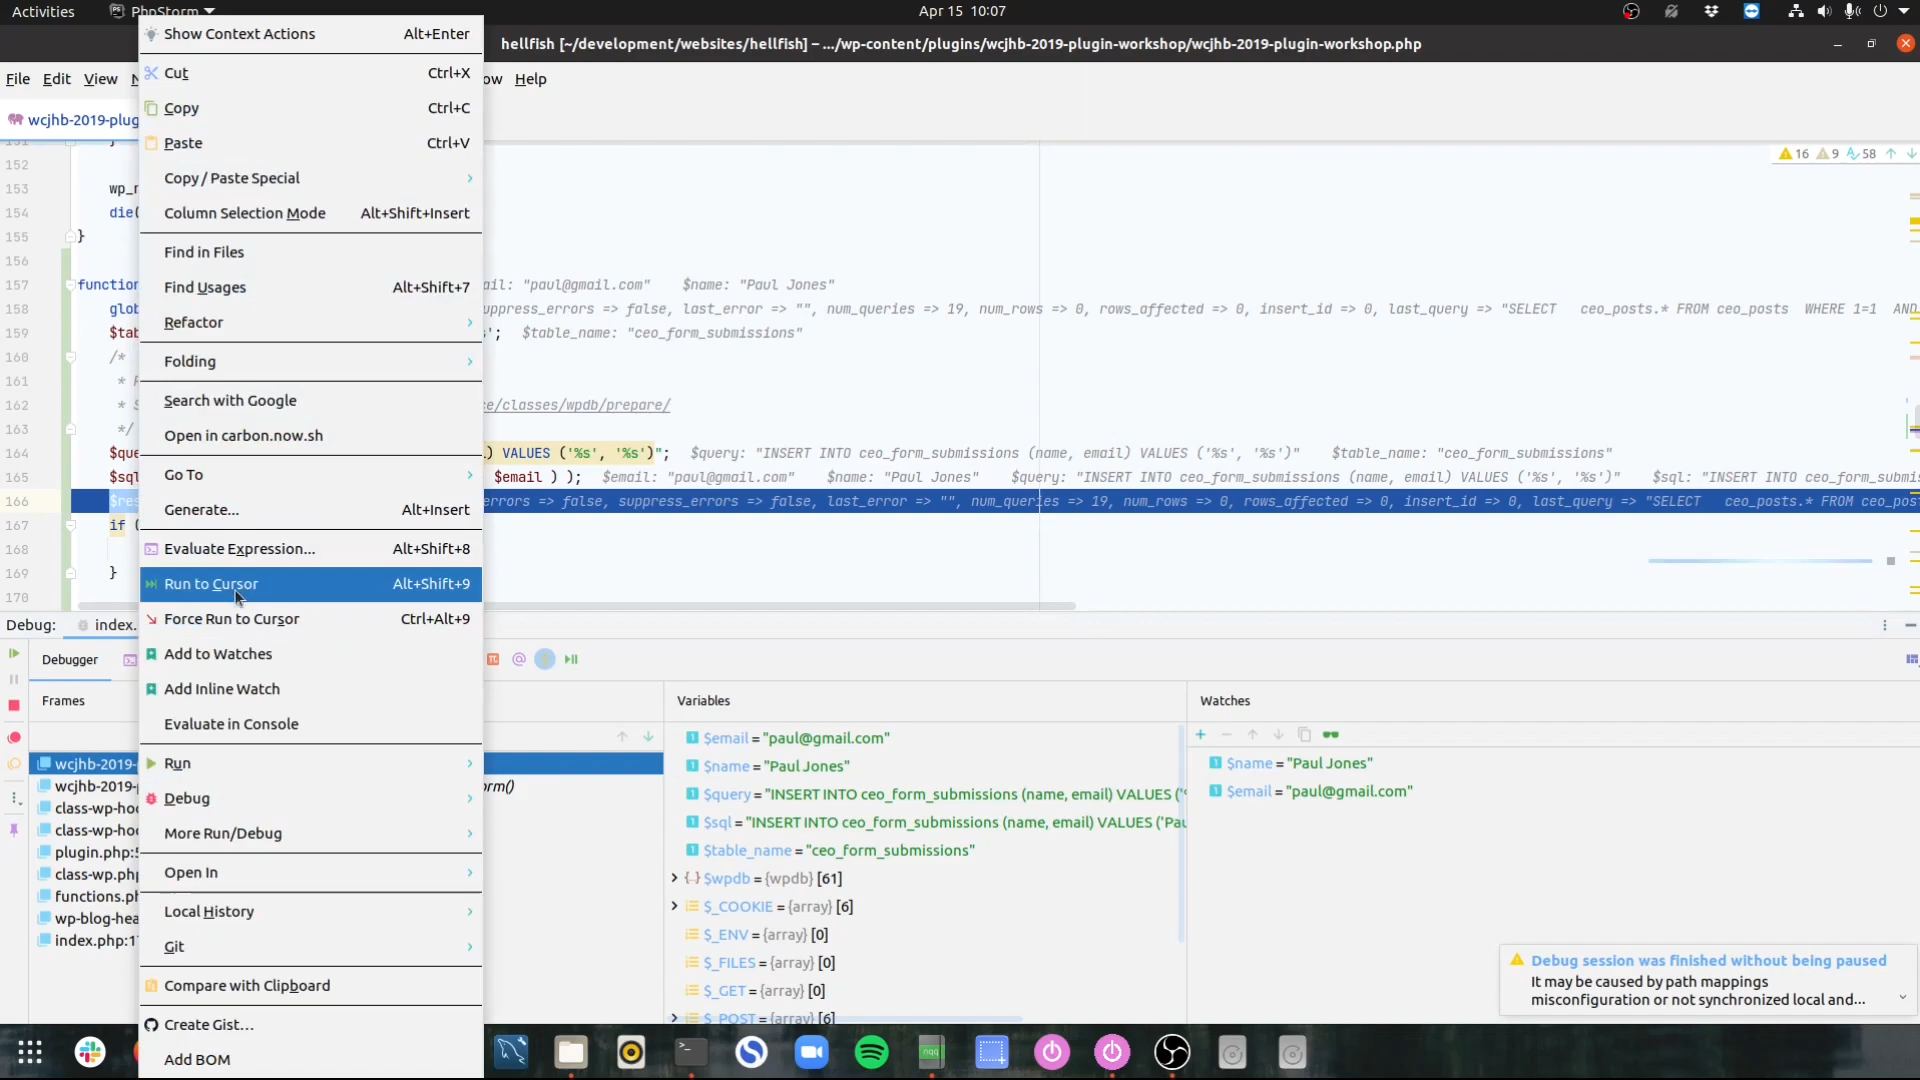 Activities PhpStorm Apr 15 10:07
hellfish [~/development/websites/hellfish] – .../wp-content/plugins/wcjhb-2019-plugin-workshop/wcjhb-2019-plugin-workshop.php
File Edit View ow Help
wcjhb-2019-plug
Show Context Actions Alt+Enter
Cut Ctrl+X
Copy Ctrl+C
Paste Ctrl+V
Copy / Paste Special
Column Selection Mode Alt+Shift+Insert
Find in Files
Find Usages Alt+Shift+7
Refactor
Folding
Search with Google
Open in carbon.now.sh
Go To
Generate... Alt+Insert
Evaluate Expression... Alt+Shift+8
Run to Cursor Alt+Shift+9
Force Run to Cursor Ctrl+Alt+9
Add to Watches
Add Inline Watch
Evaluate in Console
Run
Debug
More Run/Debug
Open In
Local History
Git
Compare with Clipboard
Create Gist...
Add BOM
16 9 58
151 }
152
153 wp_r
154 die(
155 }
156
157 function ail: "paul@gmail.com" $name: "Paul Jones"
158 glob uppress_errors => false, last_error => "", num_queries => 19, num_rows => 0, rows_affected => 0, insert_id => 0, last_query => "SELECT ceo_posts.* FROM ceo_posts WHERE 1=1 AND
159 $tab '; $table_name: "ceo_form_submissions"
160 /*
161 *
162 * S ce/classes/wpdb/prepare/
163 */
164 $que .) VALUES ('%s', '%s')"; $query: "INSERT INTO ceo_form_submissions (name, email) VALUES ('%s', '%s')" $table_name: "ceo_form_submissions"
165 $sql $email ) ); $email: "paul@gmail.com" $name: "Paul Jones" $query: "INSERT INTO ceo_form_submissions (name, email) VALUES ('%s', '%s')" $sql: "INSERT INTO ceo_form_submis
166 $res errors => false, suppress_errors => false, last_error => "", num_queries => 19, num_rows => 0, rows_affected => 0, insert_id => 0, last_query => "SELECT ceo_posts.* FROM ceo_pos
167 if (
168
169 }
170
Debug: index.
Debugger
Frames
wcjhb-2019-
wcjhb-2019- orm()
class-wp-hoo
class-wp-hoo
plugin.php:5
class-wp.php
functions.ph
wp-blog-hea
index.php:17
Variables
$email = "paul@gmail.com"
$name = "Paul Jones"
$query = "INSERT INTO ceo_form_submissions (name, email) VALUES (
$sql = "INSERT INTO ceo_form_submissions (name, email) VALUES ('Pau
$table_name = "ceo_form_submissions"
$wpdb = {wpdb} [61]
$_COOKIE = {array} [6]
$_ENV = {array} [0]
$_FILES = {array} [0]
$_GET = {array} [0]
$_POST = {array} [6]
Watches
$name = "Paul Jones"
$email = "paul@gmail.com"
Debug session was finished without being paused
It may be caused by path mappings
misconfiguration or not synchronized local and...